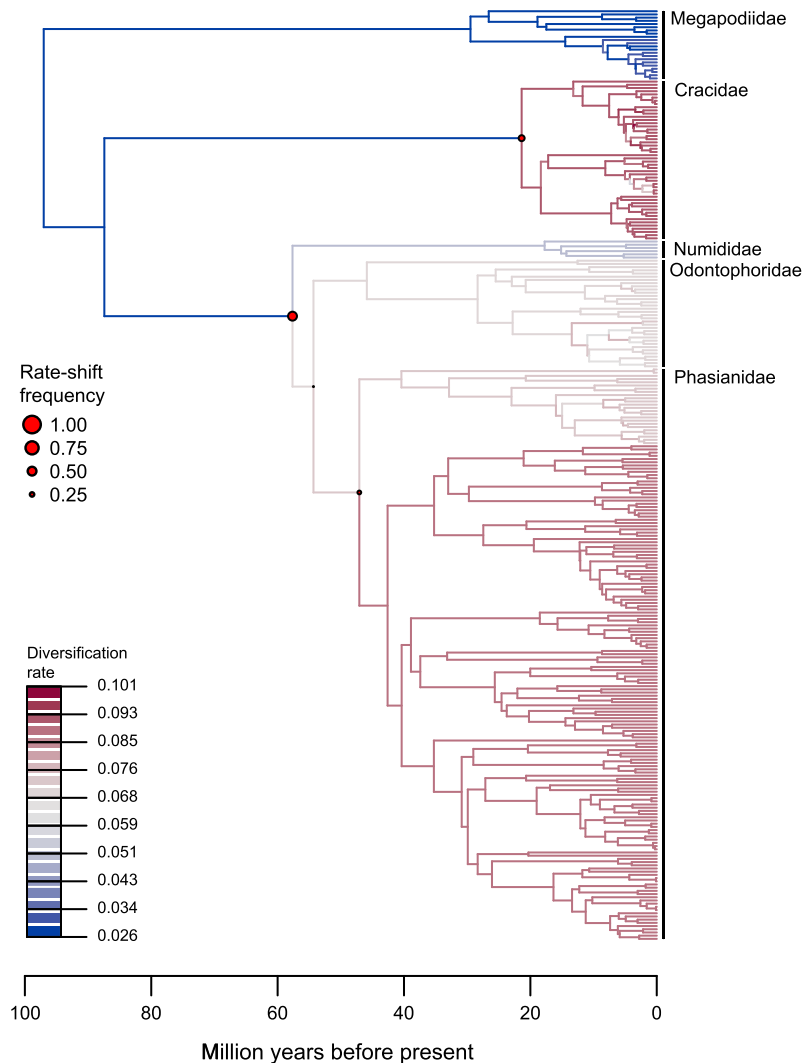 Megapodiidae
Cracidae
Numididae
Odontophoridae
Phasianidae
Rate-shift
frequency
1.00
0.75
0.50
0.25
Diversification
rate
0.101
0.093
0.085
0.076
0.068
0.059
0.051
0.043
0.034
0.026
100 80 60 40 20 0
Million years before present